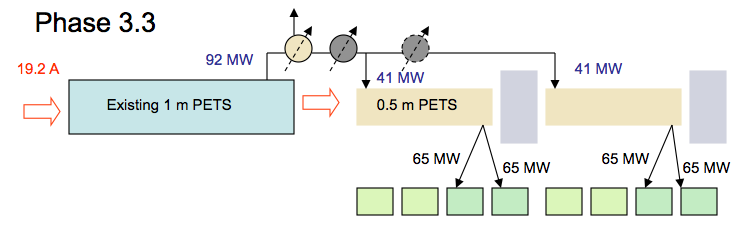 Phase 3.3
92 MW
19.2 A
41 MW
41 MW
Existing 1 m PETS
0.5 m PETS
65 MW
65 MW
65 MW
65 MW